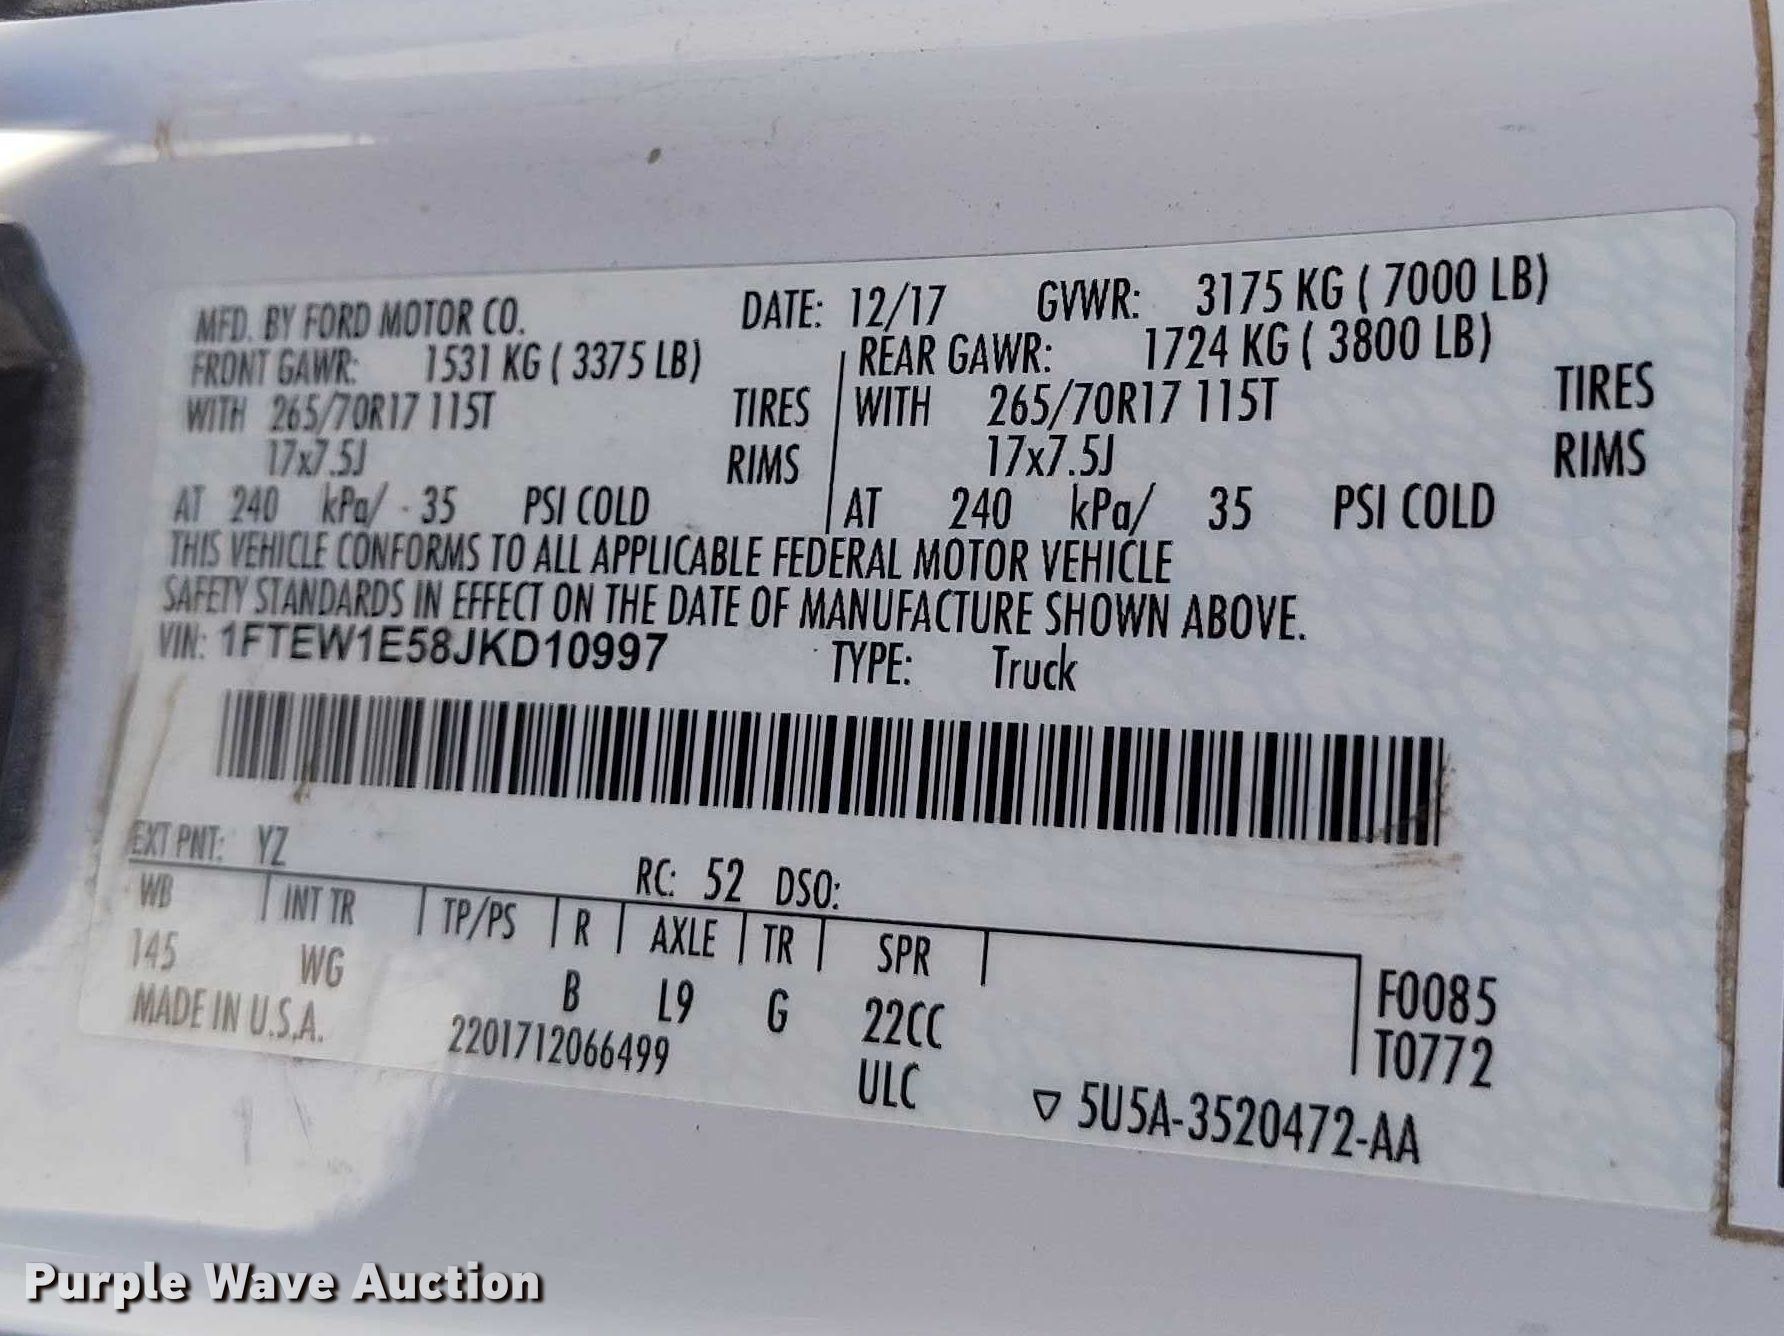 MFD. BY FORD MOTOR CO. DATE: 12/17 GVWR: 3175 KG ( 7000 LB)
FRONT GAWR: 1531 KG ( 3375 LB) REAR GAWR: 1724 KG ( 3800 LB)
WITH 265/70R17 115T TIRES WITH 265/70R17 115T TIRES
17x7.5J RIMS 17x7.5J RIMS
AT 240 kPa/ 35 PSI COLD AT 240 kPa/ 35 PSI COLD
THIS VEHICLE CONFORMS TO ALL APPLICABLE FEDERAL MOTOR VEHICLE
SAFETY STANDARDS IN EFFECT ON THE DATE OF MANUFACTURE SHOWN ABOVE.
VIN: 1FTEW1E58JKD10997 TYPE: Truck
EXT PNT: YZ RC: 52 DSO:
WB INT TR TP/PS R AXLE TR SPR
145 WG B L9 G 22CC F0085
MADE IN U.S.A. 2201712066499 ULC T0772
▽ 5U5A-3520472-AA
Purple Wave Auction